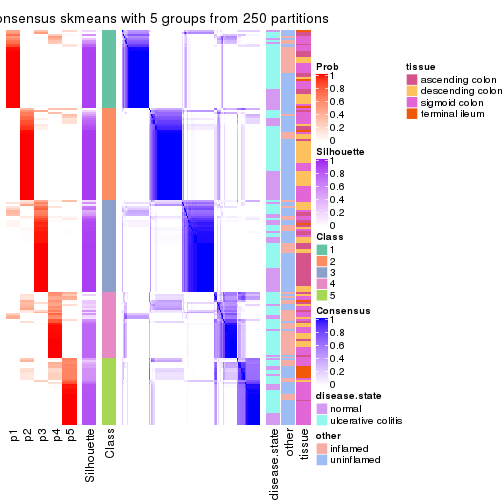 onsensus skmeans with 5 groups from 250 partitions
Prob
1
0.8
0.6
0.4
0.2
0
Silhouette
1
0.8
0.6
0.4
0.2
0
Class
1
2
3
4
5
Consensus
1
0.8
0.6
0.4
0.2
0
disease.state
normal
ulcerative colitis
other
inflamed
uninflamed
tissue
ascending colon
descending colon
sigmoid colon
terminal ileum
p1
p2
p3
p4
p5
Silhouette
Class
disease.state
other
tissue